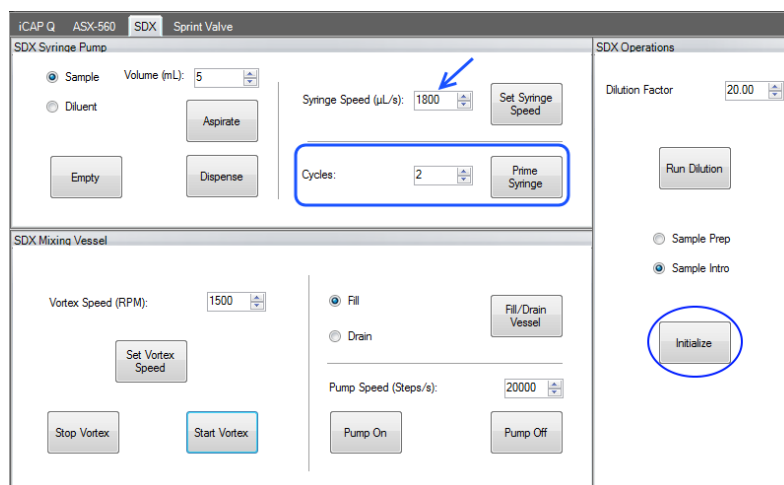 iCAP Q ASX-560 SDX Sprint Valve
SDX Syringe Pump
Sample Volume (mL): 5
Diluent
Aspirate
Empty
Dispense
Syringe Speed (µL/s): 1800
Set Syringe
Speed
Cycles: 2
Prime
Syringe
SDX Operations
Dilution Factor 20.00
Run Dilution
Sample Prep
Sample Intro
Initialize
SDX Mixing Vessel
Vortex Speed (RPM): 1500
Set Vortex
Speed
Stop Vortex
Start Vortex
Fill
Drain
Fill/Drain
Vessel
Pump Speed (Steps/s): 20000
Pump On
Pump Off